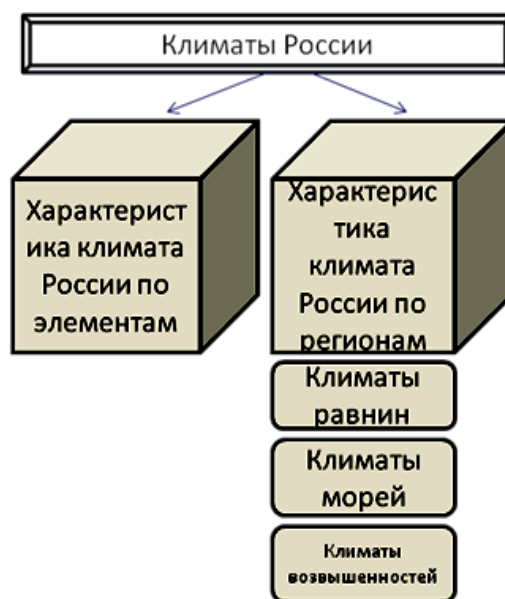 Климаты России
Характерист
ика климата
России по
элементам
Характерис
тика
климата
России по
регионам
Климаты
равнин
Климаты
морей
Климаты
возвышенностей